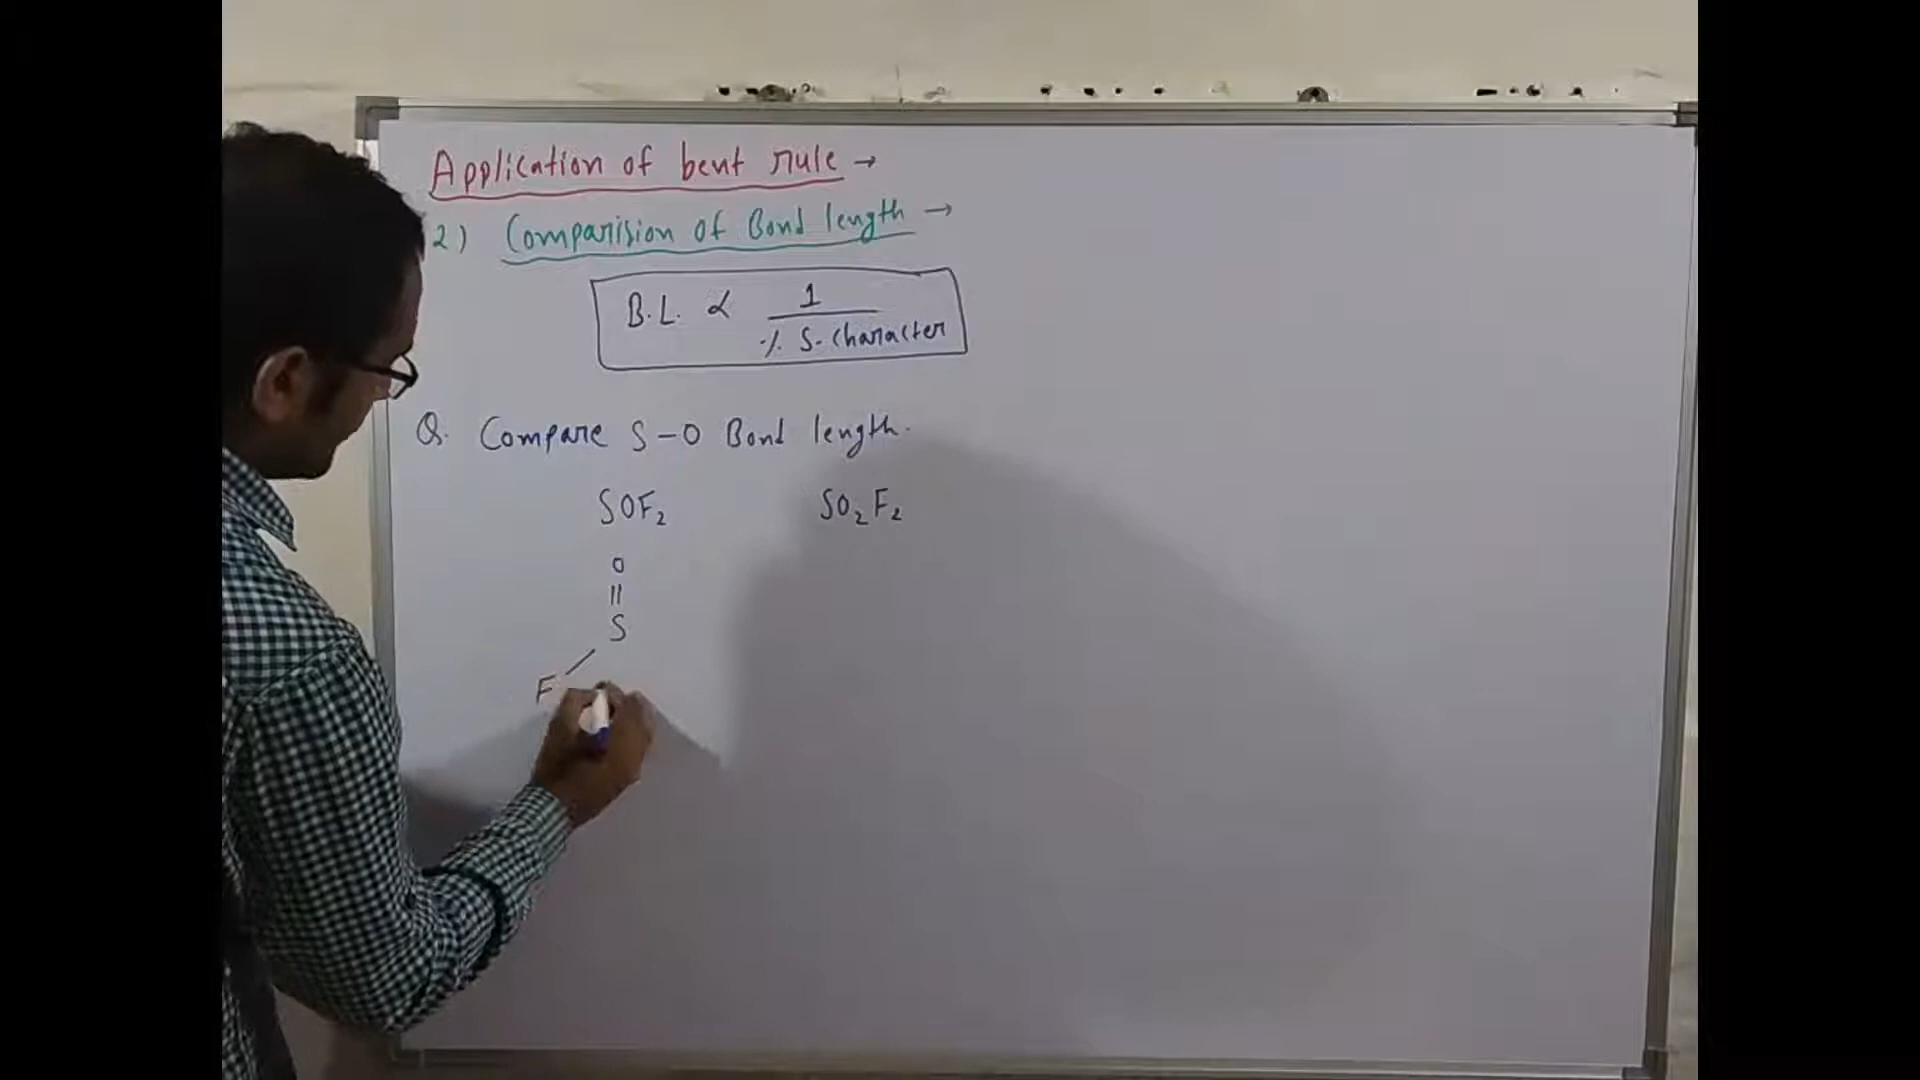 Application of bent rule →
2) Comparision of Bond length →
B.L. α 1 / % S-character
Q. Compare S-O Bond length.
SOF₂ SO₂F₂
O
||
S
F